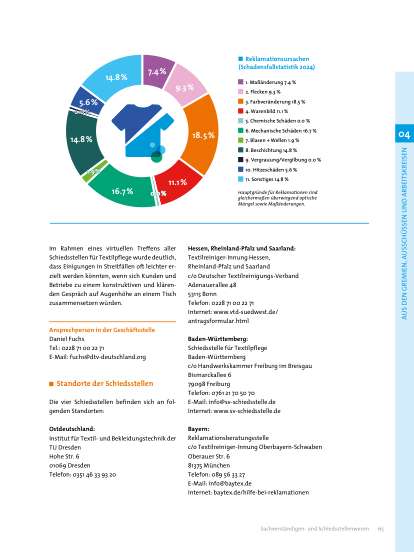 7.4 %
9.3 %
18.5 %
11.1 %
16.7 %
14.8 %
5.6 %
14.8 %
Reklamationsursachen
(Schadensfallstatistik 2024)
1. Maßänderung 7.4 %
2. Flecken 9.3 %
3. Farbveränderung 18.5 %
4. Warenbild 11.1 %
5. Chemische Schäden 0.0 %
6. Mechanische Schäden 16.7 %
7. Blasen + Wellen 1.9 %
8. Beschichtung 14.8 %
9. Vergrauung/Vergilbung 0.0 %
10. Hitzeschäden 5.6 %
11. Sonstiges 14.8 %
Hauptgründe für Reklamationen sind
gleichermaßen überwiegend optische
Mängel sowie Maßänderungen.
04
AUS DEN GREMIEN, AUSSCHÜSSEN UND ARBEITSKREISEN
Im Rahmen eines virtuellen Treffens aller
Schiedsstellen für Textilpflege wurde deutlich,
dass Einigungen in Streitfällen oft leichter er-
zielt werden könnten, wenn sich Kunden und
Betriebe zu einem konstruktiven und klären-
den Gespräch auf Augenhöhe an einem Tisch
zusammensetzen würden.
Ansprechperson in der Geschäftsstelle
Daniel Fuchs
Tel.: 0228 71 00 22 71
E-Mail: fuchs@dtv-deutschland.org
Standorte der Schiedsstellen
Die vier Schiedsstellen befinden sich an fol-
genden Standorten:
Ostdeutschland:
Institut für Textil- und Bekleidungstechnik der
TU Dresden
Hohe Str. 6
01069 Dresden
Telefon: 0351 46 33 93 20
Hessen, Rheinland-Pfalz und Saarland:
Textilreiniger-Innung Hessen,
Rheinland-Pfalz und Saarland
c/o Deutscher Textilreinigungs-Verband
Adenauerallee 48
53113 Bonn
Telefon: 0228 71 00 22 71
Internet: www.vtd-suedwest.de/
antragsformular.html
Baden-Württemberg:
Schiedsstelle für Textilpflege
Baden-Württemberg
c/o Handwerkskammer Freiburg im Breisgau
Bismarckallee 6
79098 Freiburg
Telefon: 0761 21 70 50 70
E-Mail: info@sv-schiedsstelle.de
Internet: www.sv-schiedsstelle.de
Bayern:
Reklamationsberatungsstelle
c/o Textilreiniger-Innung Oberbayern-Schwaben
Oberauer Str. 6
81375 München
Telefon: 089 56 33 27
E-Mail: info@baytex.de
Internet: baytex.de/hilfe-bei-reklamationen
Sachverständigen- und Schiedsstellenwesen